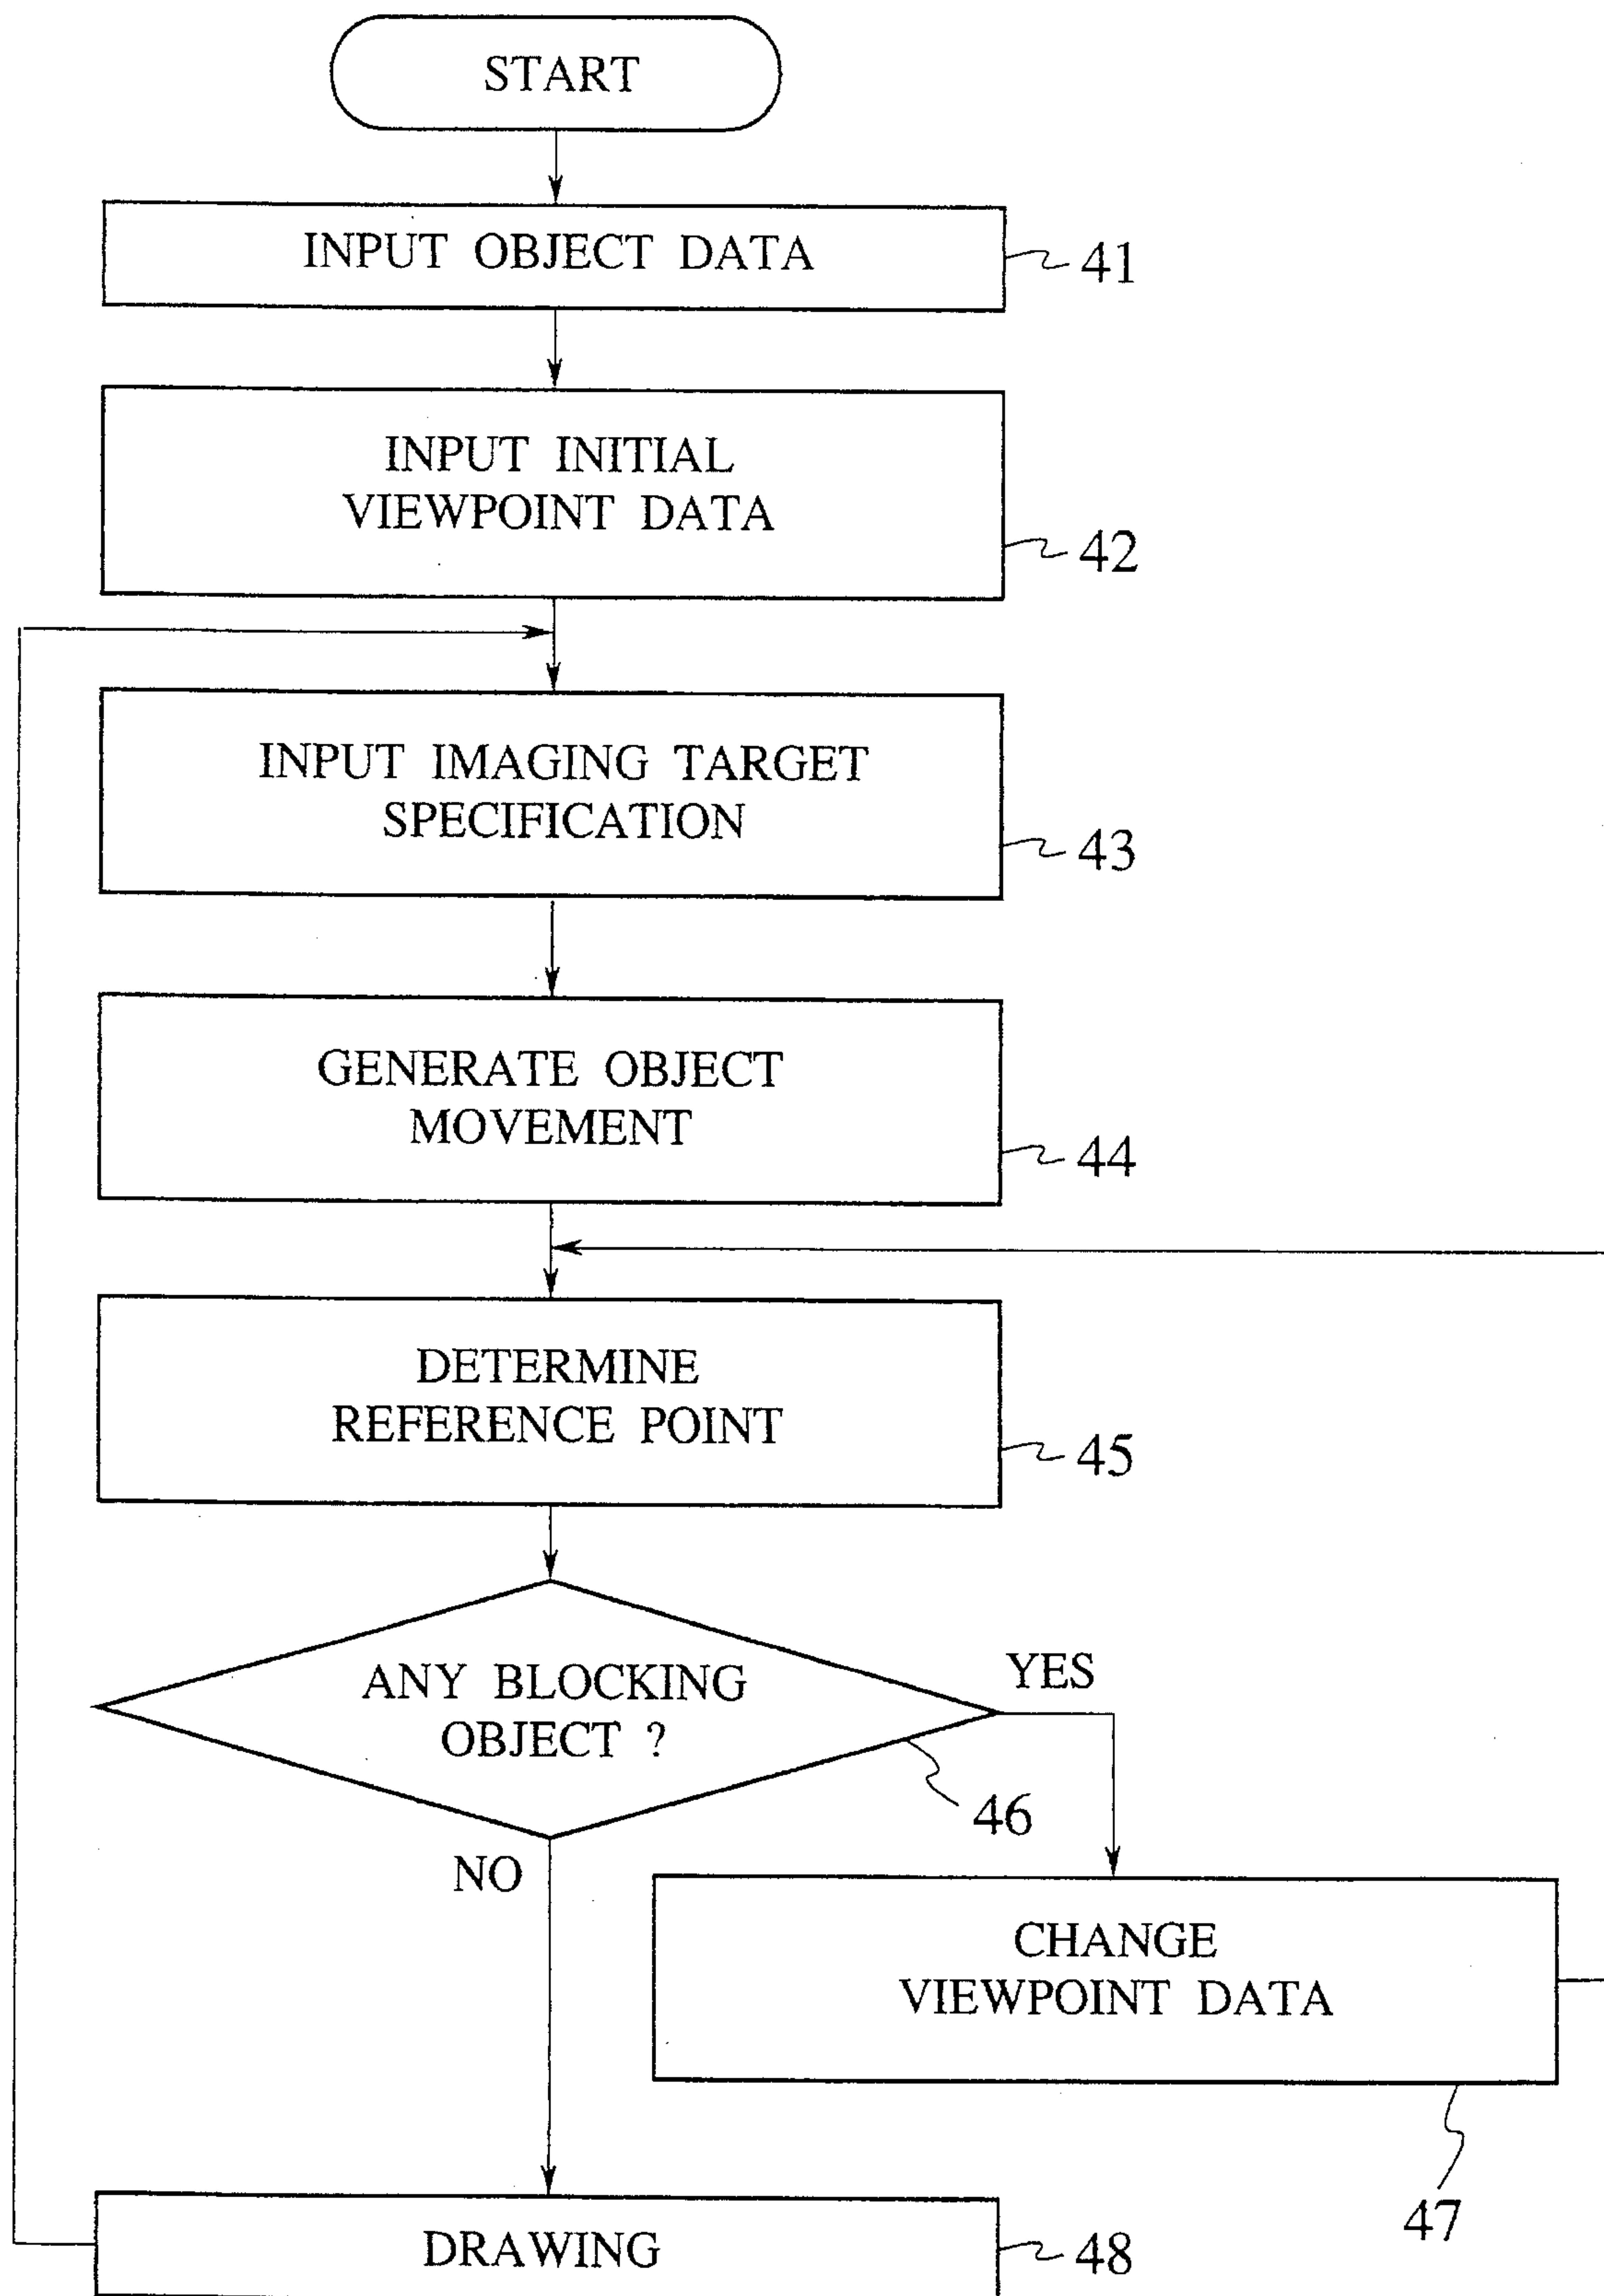 START
INPUT OBJECT DATA
41
INPUT INITIAL
VIEWPOINT DATA
42
INPUT IMAGING TARGET
SPECIFICATION
43
GENERATE OBJECT
MOVEMENT
44
DETERMINE
REFERENCE POINT
45
ANY BLOCKING
OBJECT ?
YES
46
NO
CHANGE
VIEWPOINT DATA
47
DRAWING
48